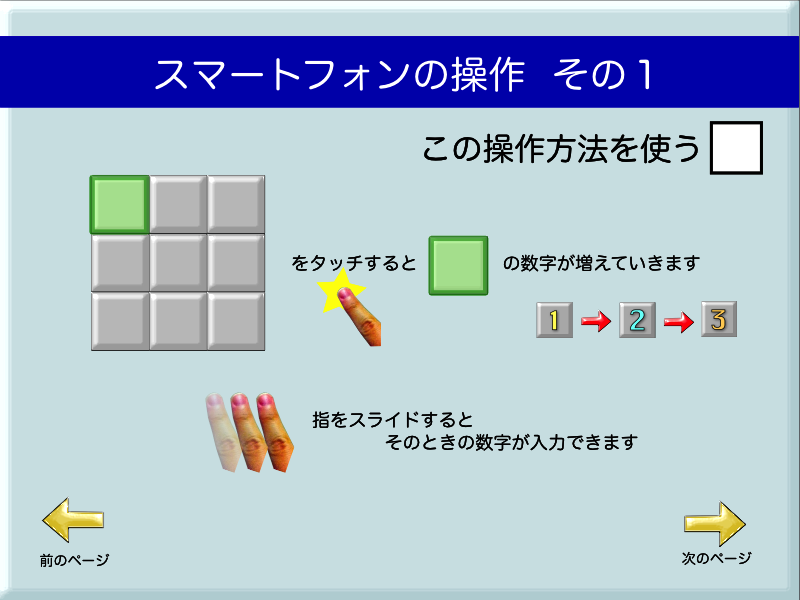 スマートフォンの操作 その１
この操作方法を使う
をタッチすると
の数字が増えていきます
1 2 3
指をスライドすると
そのときの数字が入力できます
前のページ
次のページ